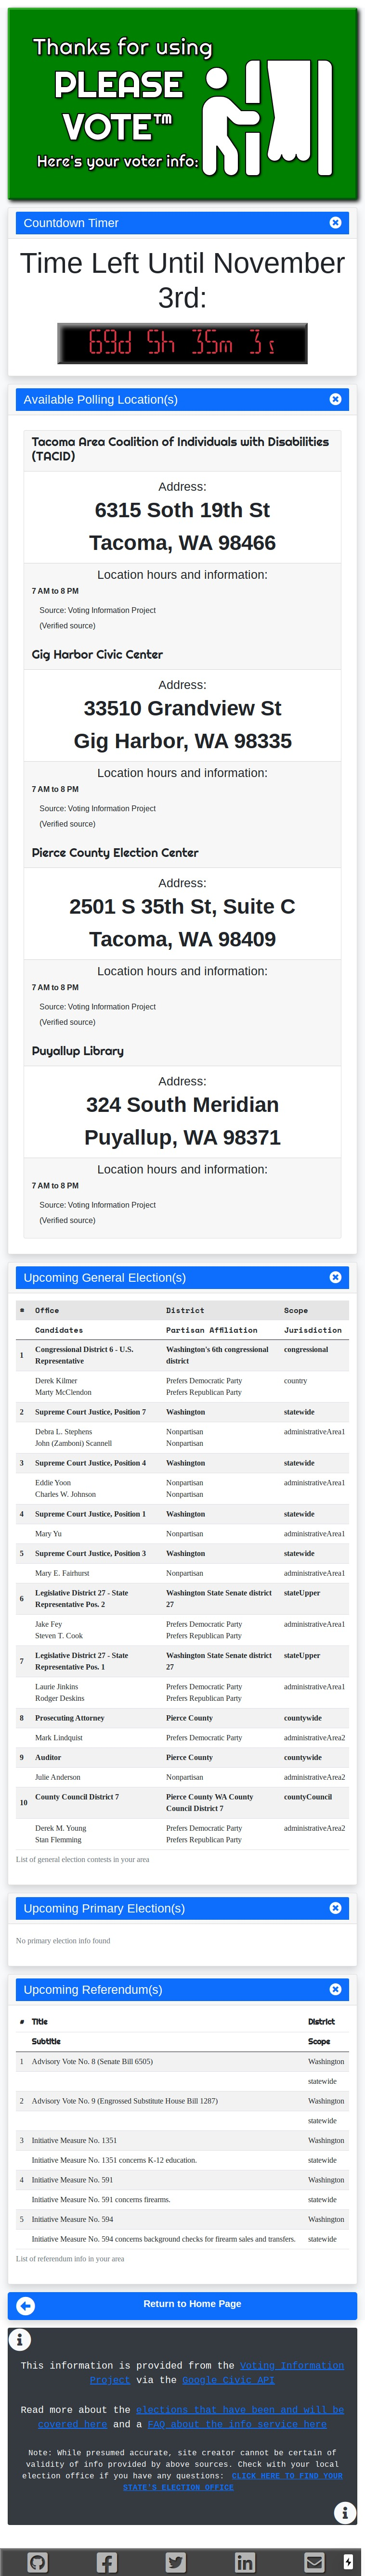 Thanks for using
PLEASE
VOTE™
Here's your voter info:
Countdown Timer
Time Left Until November
3rd:
69d 5h 35m 3s
Available Polling Location(s)
Tacoma Area Coalition of Individuals with Disabilities
(TACID)
Address:
6315 Soth 19th St
Tacoma, WA 98466
Location hours and information:
7 AM to 8 PM
Source: Voting Information Project
(Verified source)
Gig Harbor Civic Center
Address:
33510 Grandview St
Gig Harbor, WA 98335
Location hours and information:
7 AM to 8 PM
Source: Voting Information Project
(Verified source)
Pierce County Election Center
Address:
2501 S 35th St, Suite C
Tacoma, WA 98409
Location hours and information:
7 AM to 8 PM
Source: Voting Information Project
(Verified source)
Puyallup Library
Address:
324 South Meridian
Puyallup, WA 98371
Location hours and information:
7 AM to 8 PM
Source: Voting Information Project
(Verified source)
Upcoming General Election(s)
# Office District Scope
Candidates Partisan Affiliation Jurisdiction
1 Congressional District 6 - U.S. Representative Washington's 6th congressional district congressional
Derek Kilmer Prefers Democratic Party country
Marty McClendon Prefers Republican Party
2 Supreme Court Justice, Position 7 Washington statewide
Debra L. Stephens Nonpartisan administrativeArea1
John (Zamboni) Scannell Nonpartisan
3 Supreme Court Justice, Position 4 Washington statewide
Eddie Yoon Nonpartisan administrativeArea1
Charles W. Johnson Nonpartisan
4 Supreme Court Justice, Position 1 Washington statewide
Mary Yu Nonpartisan administrativeArea1
5 Supreme Court Justice, Position 3 Washington statewide
Mary E. Fairhurst Nonpartisan administrativeArea1
6 Legislative District 27 - State Representative Pos. 2 Washington State Senate district 27 stateUpper
Jake Fey Prefers Democratic Party administrativeArea1
Steven T. Cook Prefers Republican Party
7 Legislative District 27 - State Representative Pos. 1 Washington State Senate district 27 stateUpper
Laurie Jinkins Prefers Democratic Party administrativeArea1
Rodger Deskins Prefers Republican Party
8 Prosecuting Attorney Pierce County countywide
Mark Lindquist Prefers Democratic Party administrativeArea2
9 Auditor Pierce County countywide
Julie Anderson Nonpartisan administrativeArea2
10 County Council District 7 Pierce County WA County Council District 7 countyCouncil
Derek M. Young Prefers Democratic Party administrativeArea2
Stan Flemming Prefers Republican Party
List of general election contests in your area
Upcoming Primary Election(s)
No primary election info found
Upcoming Referendum(s)
# Title District
Subtitle Scope
1 Advisory Vote No. 8 (Senate Bill 6505) Washington
statewide
2 Advisory Vote No. 9 (Engrossed Substitute House Bill 1287) Washington
statewide
3 Initiative Measure No. 1351 Washington
Initiative Measure No. 1351 concerns K-12 education. statewide
4 Initiative Measure No. 591 Washington
Initiative Measure No. 591 concerns firearms. statewide
5 Initiative Measure No. 594 Washington
Initiative Measure No. 594 concerns background checks for firearm sales and transfers. statewide
List of referendum info in your area
Return to Home Page
This information is provided from the Voting Information
Project via the Google Civic API
Read more about the elections that have been and will be
covered here and a FAQ about the info service here
Note: While presumed accurate, site creator cannot be certain of
validity of info provided by above sources. Check with your local
election office if you have any questions: CLICK HERE TO FIND YOUR
STATE'S ELECTION OFFICE